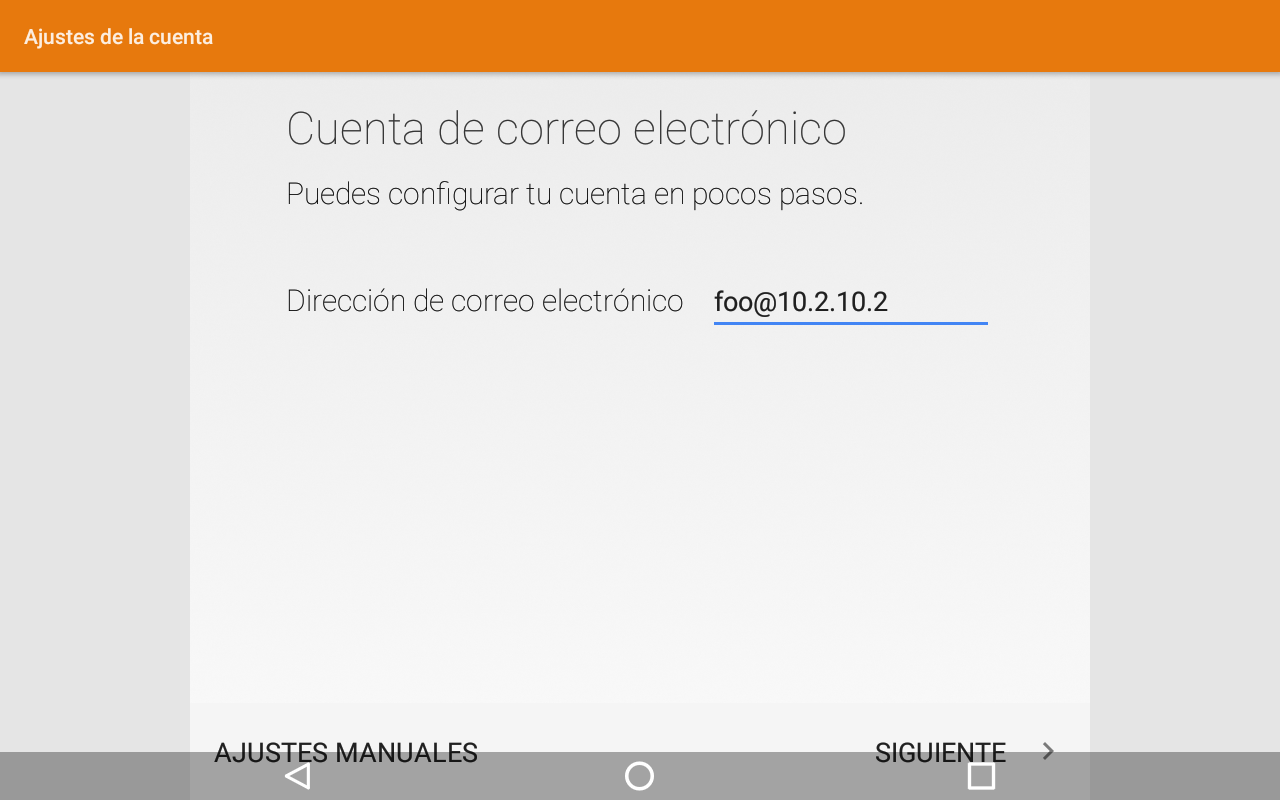 Ajustes de la cuenta
Cuenta de correo electrónico
Puedes configurar tu cuenta en pocos pasos.
Dirección de correo electrónico foo@10.2.10.2
AJUSTES MANUALES SIGUIENTE